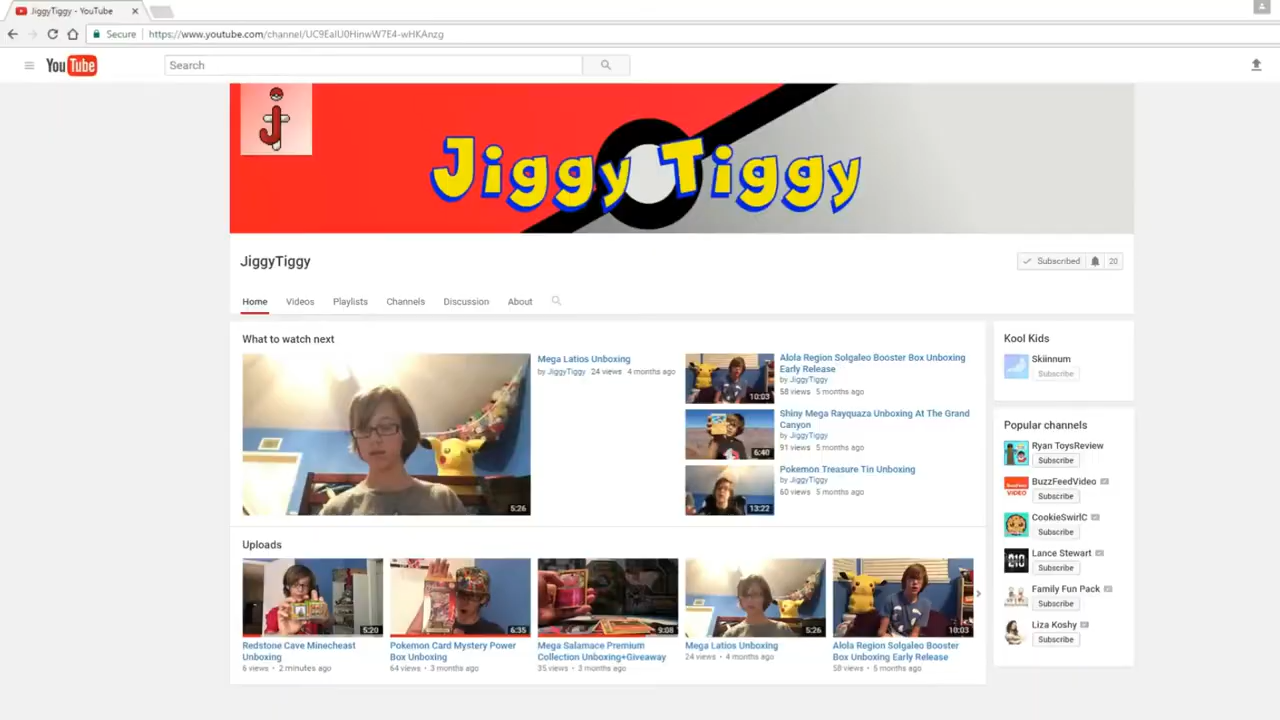 JiggyTiggy - YouTube
Secure
https://www.youtube.com/channel/UC9EaIU0HinwW7E4-wHKAnzg
YouTube
Search
Jiggy Tiggy
JiggyTiggy
Subscribed 20
Home Videos Playlists Channels Discussion About
What to watch next
5:26
Mega Latios Unboxing
by JiggyTiggy 24 views 4 months ago
10:03
Alola Region Solgaleo Booster Box Unboxing
Early Release
by JiggyTiggy
58 views 5 months ago
6:40
Shiny Mega Rayquaza Unboxing At The Grand
Canyon
by JiggyTiggy
91 views 5 months ago
13:22
Pokemon Treasure Tin Unboxing
by JiggyTiggy
60 views 5 months ago
Uploads
5:20
Redstone Cave Minecheast
Unboxing
6 views • 2 minutes ago
6:35
Pokemon Card Mystery Power
Box Unboxing
64 views • 3 months ago
9:08
Mega Salamace Premium
Collection Unboxing+Giveaway
35 views • 3 months ago
5:26
Mega Latios Unboxing
24 views • 4 months ago
10:03
Alola Region Solgaleo Booster
Box Unboxing Early Release
58 views • 5 months ago
Kool Kids
Skiinnum
Subscribe
Popular channels
Ryan ToysReview
Subscribe
BuzzFeedVideo
Subscribe
CookieSwirlC
Subscribe
Lance Stewart
Subscribe
Family Fun Pack
Subscribe
Liza Koshy
Subscribe